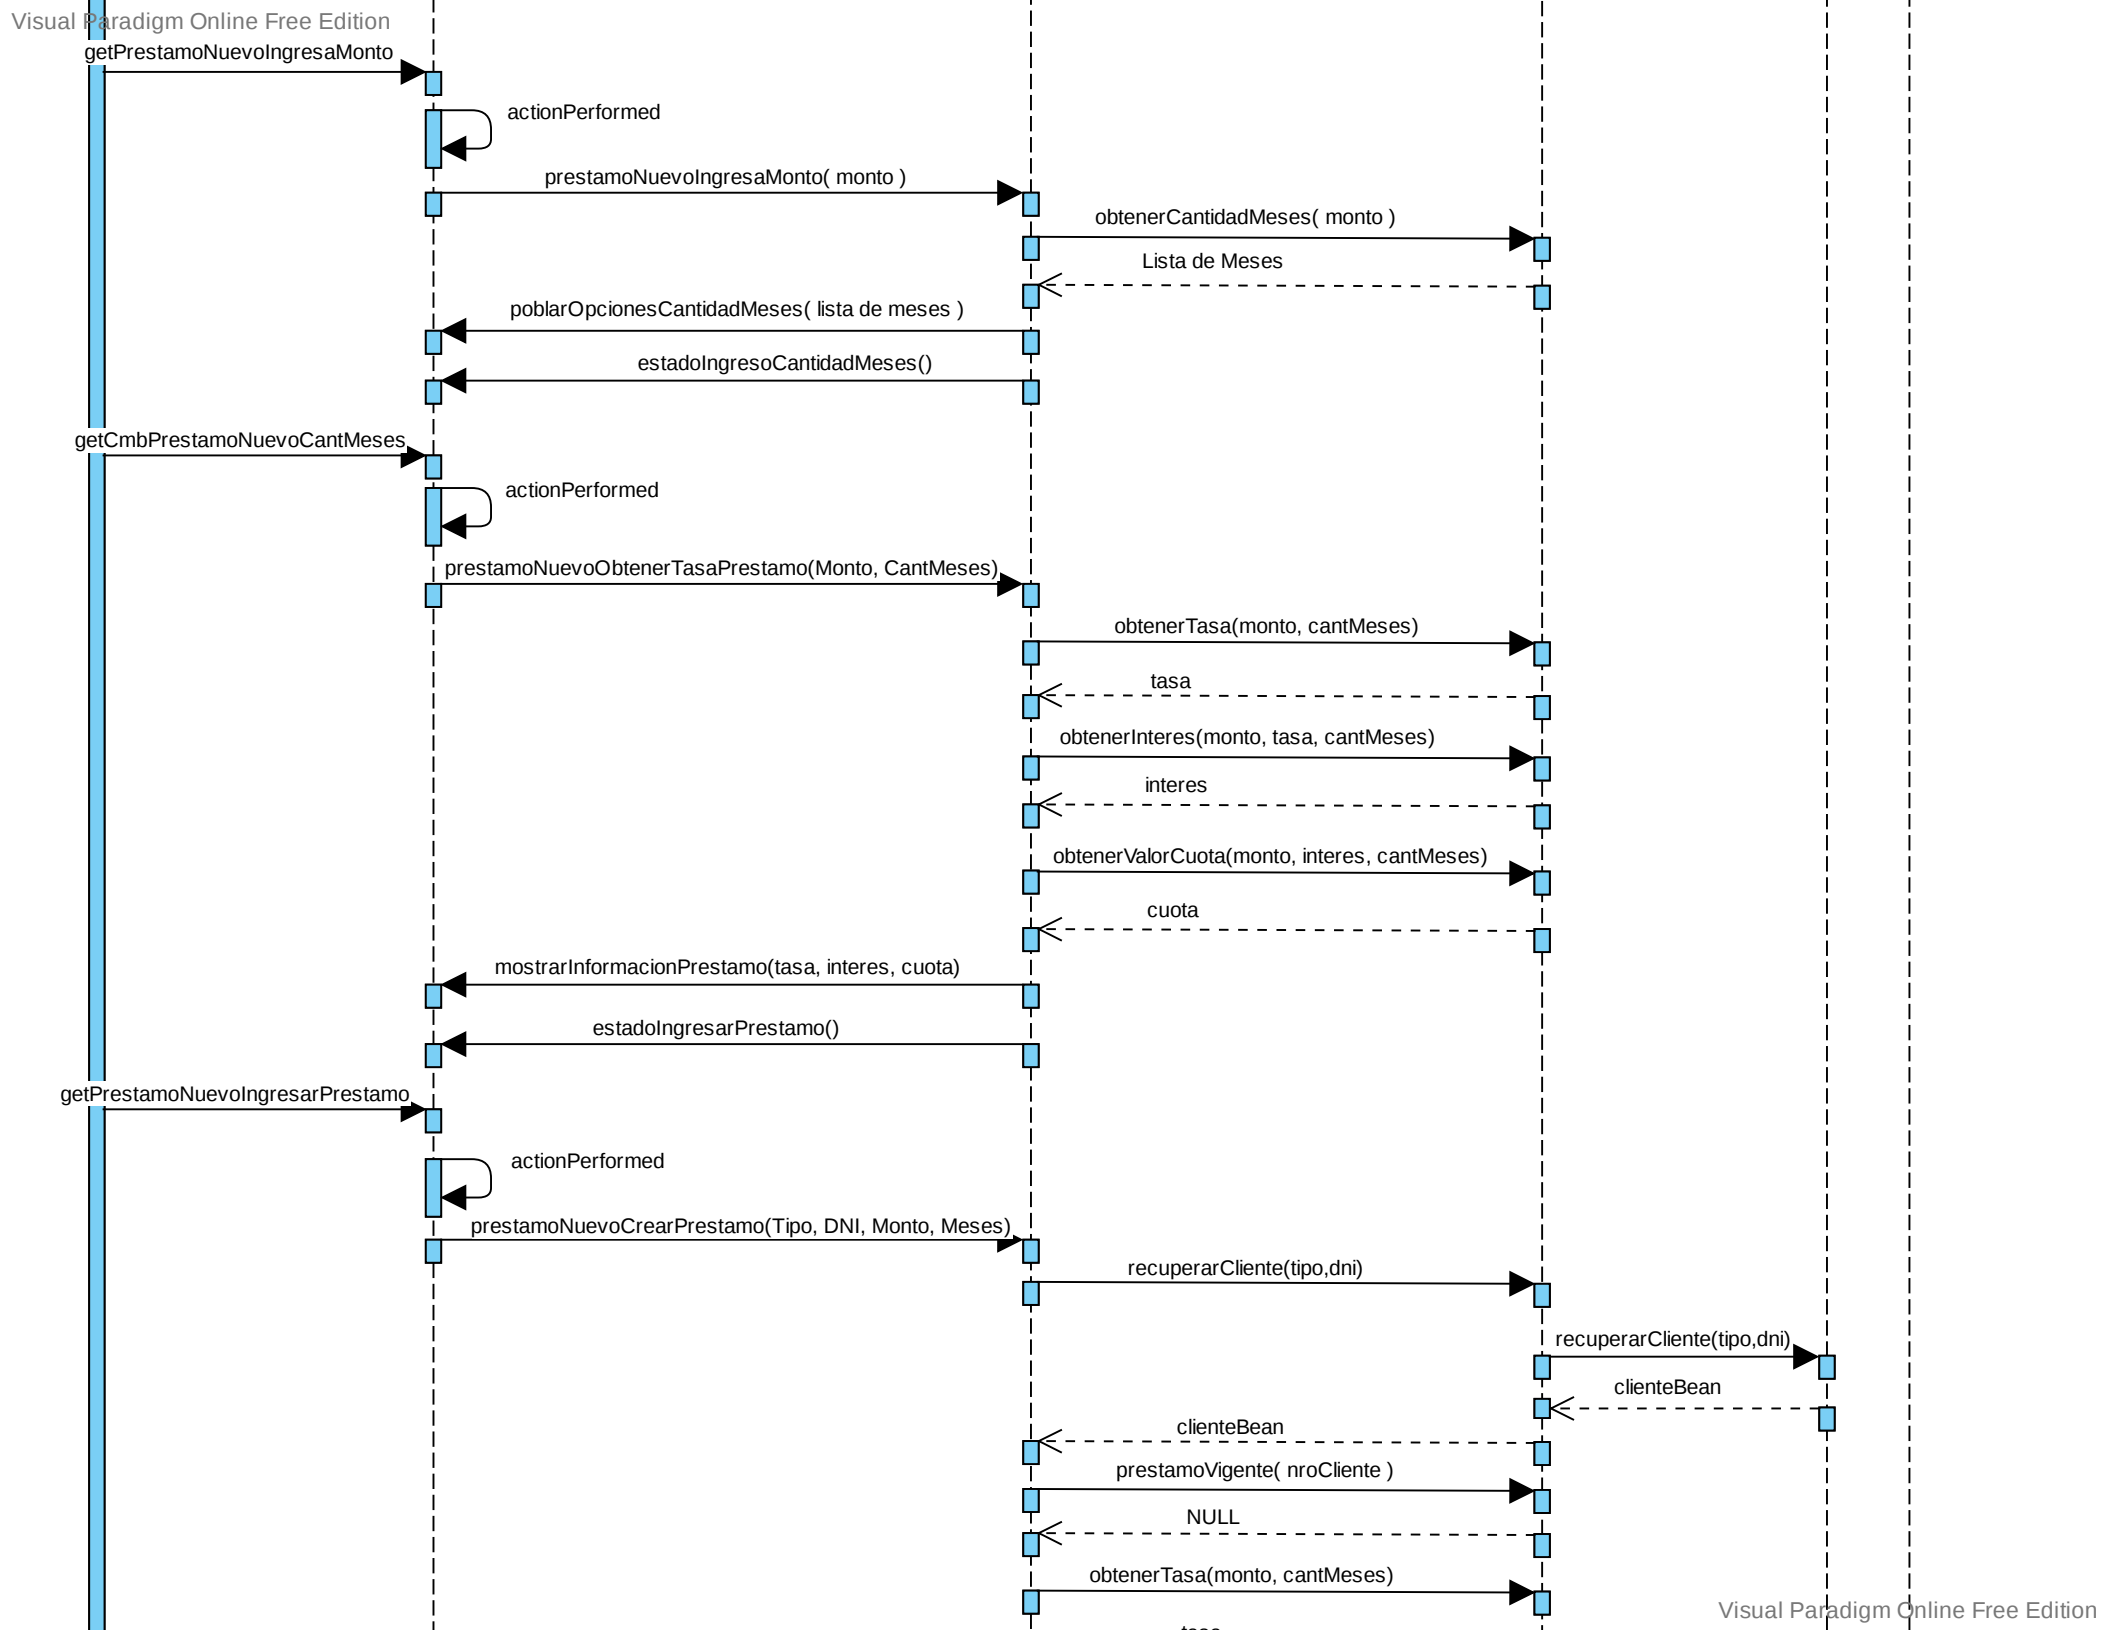 Visual Paradigm Online Free Edition
getPrestamoNuevoIngresaMonto
actionPerformed
prestamoNuevoIngresaMonto( monto )
obtenerCantidadMeses( monto )
Lista de Meses
poblarOpcionesCantidadMeses( lista de meses )
estadoIngresoCantidadMeses()
getCmbPrestamoNuevoCantMeses
actionPerformed
prestamoNuevoObtenerTasaPrestamo(Monto, CantMeses)
obtenerTasa(monto, cantMeses)
tasa
obtenerInteres(monto, tasa, cantMeses)
interes
obtenerValorCuota(monto, interes, cantMeses)
cuota
mostrarInformacionPrestamo(tasa, interes, cuota)
estadoIngresarPrestamo()
getPrestamoNuevoIngresarPrestamo
actionPerformed
prestamoNuevoCrearPrestamo(Tipo, DNI, Monto, Meses)
recuperarCliente(tipo,dni)
recuperarCliente(tipo,dni)
clienteBean
clienteBean
prestamoVigente( nroCliente )
NULL
obtenerTasa(monto, cantMeses)
Visual Paradigm Online Free Edition